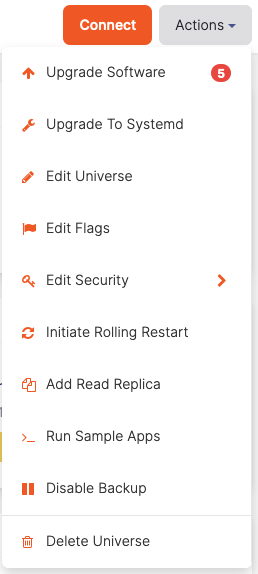 Connect
Actions
Upgrade Software
5
Upgrade To Systemd
Edit Universe
Edit Flags
Edit Security
Initiate Rolling Restart
Add Read Replica
Run Sample Apps
Disable Backup
Delete Universe